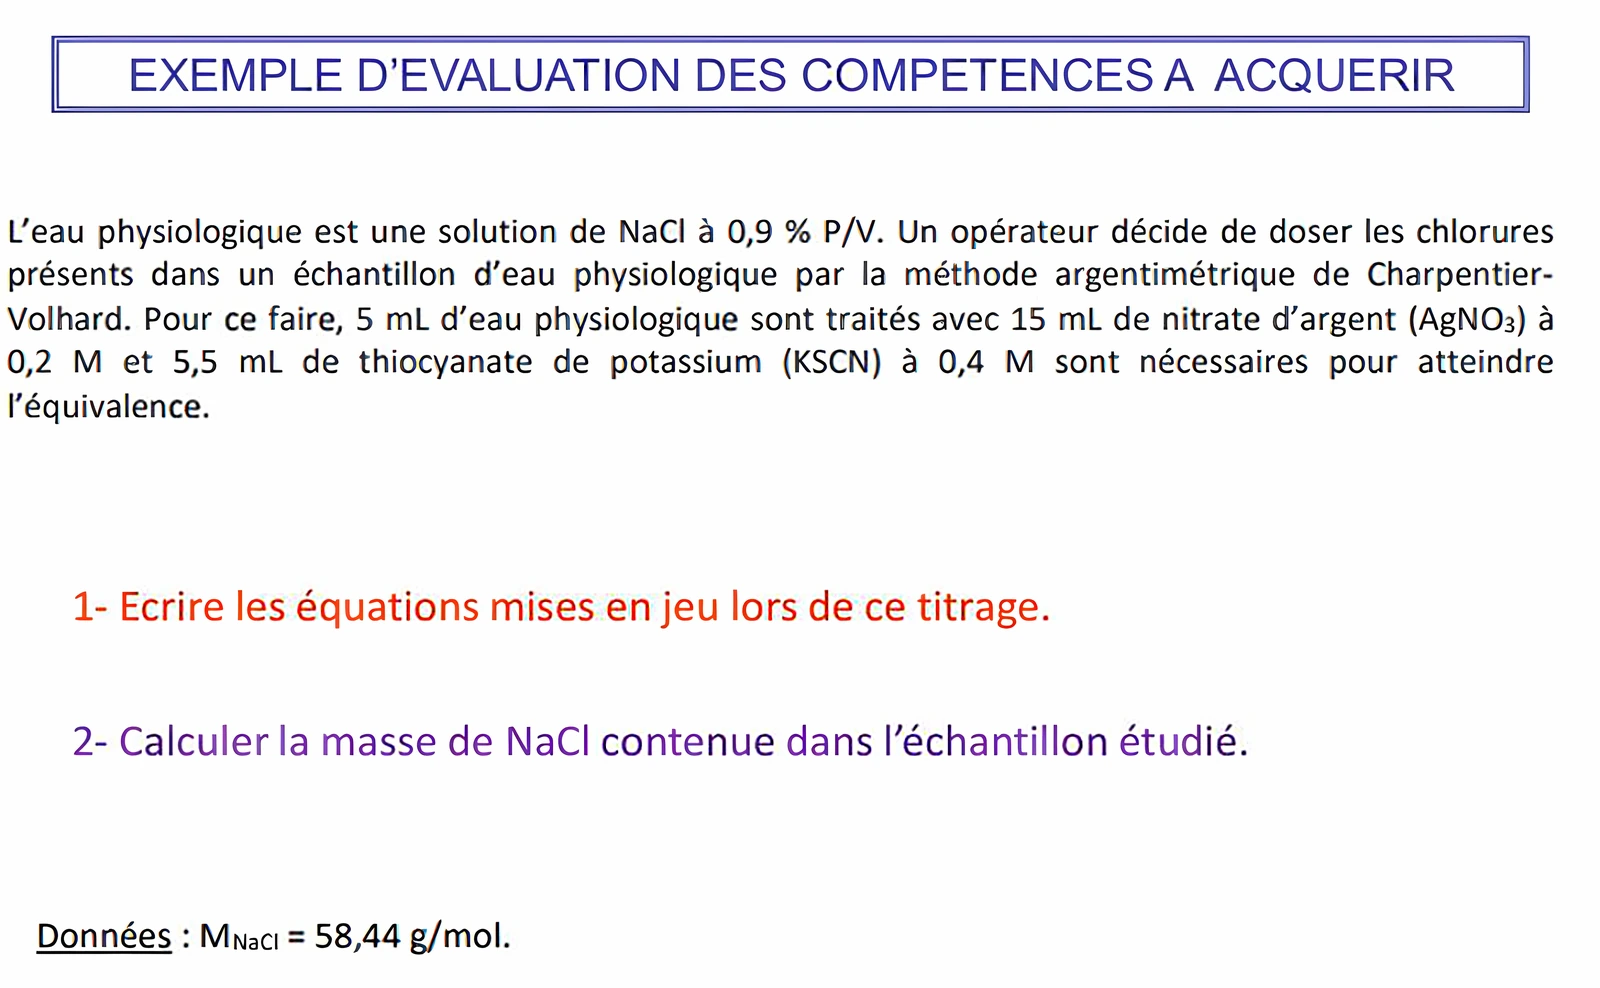 EXEMPLE D’EVALUATION DES COMPETENCES A ACQUERIR
L’eau physiologique est une solution de NaCl à 0,9 % P/V. Un opérateur décide de doser les chlorures
présents dans un échantillon d’eau physiologique par la méthode argentimétrique de Charpentier-
Volhard. Pour ce faire, 5 mL d’eau physiologique sont traités avec 15 mL de nitrate d’argent (AgNO₃) à
0,2 M et 5,5 mL de thiocyanate de potassium (KSCN) à 0,4 M sont nécessaires pour atteindre
l’équivalence.
1- Ecrire les équations mises en jeu lors de ce titrage.
2- Calculer la masse de NaCl contenue dans l’échantillon étudié.
Données : MNaCl = 58,44 g/mol.